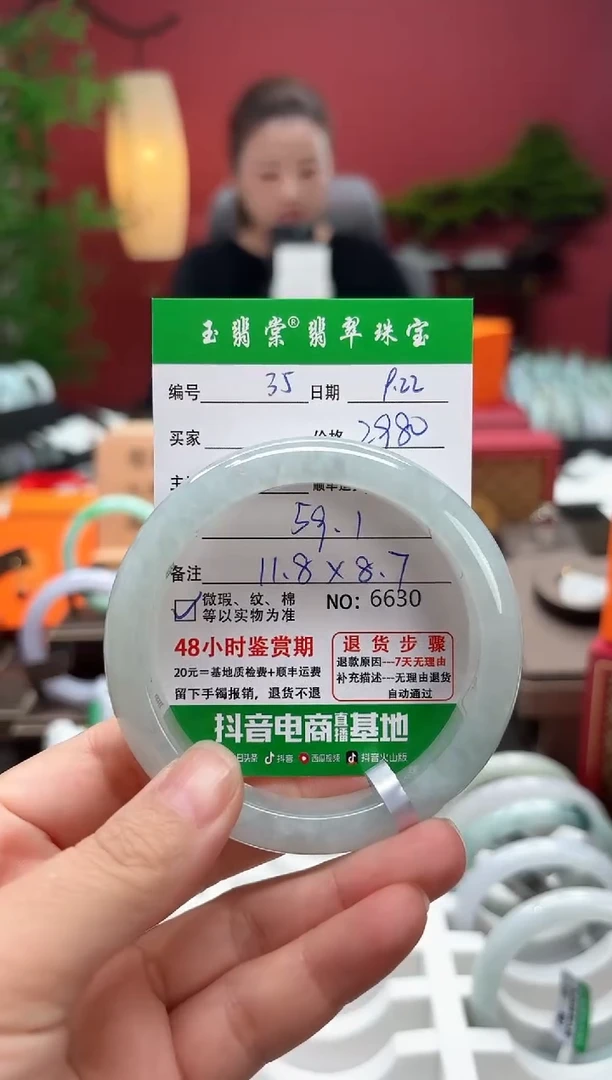 玉翡棠®翡翠珠宝
编号 35 日期 9.22
买家 价格 2980
59.1
备注 11.8×8.7
微瑕、纹、棉
等以实物为准
NO: 6630
48小时鉴赏期
20元=基地质检费+顺丰运费
留下手镯报销，退货不退
退货步骤
退款原因---7天无理由
补充描述---无理由退货
自动通过
抖音电商直播基地
抖音 西瓜视频 抖音火山版